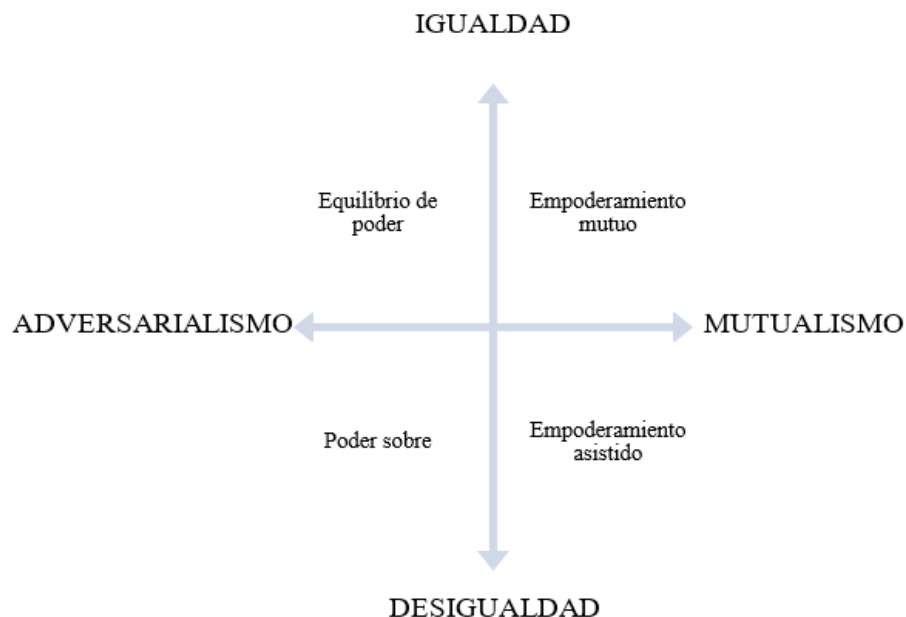 IGUALDAD
Equilibrio de
poder
Empoderamiento
mutuo
ADVERSARIALISMO
MUTUALISMO
Poder sobre
Empoderamiento
asistido
DESIGUALDAD